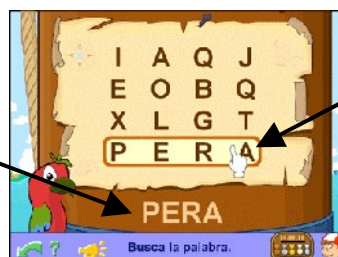 I A Q J
E O B Q
X L G T
P E R A
PERA
Busca la palabra.